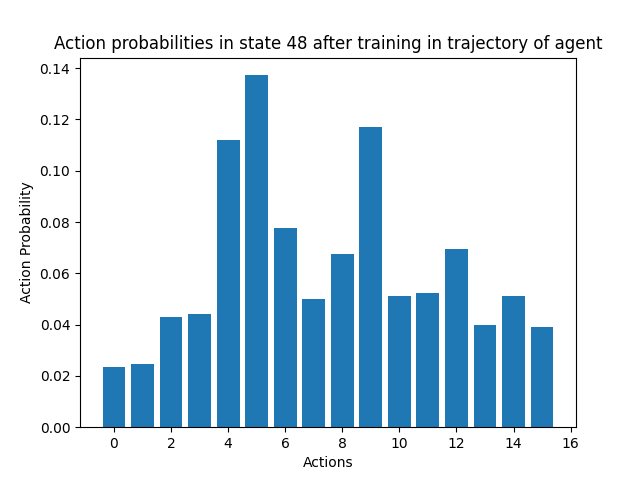 Action probabilities in state 48 after training in trajectory of agent
0.14
0.12
0.10
0.08
0.06
0.04
0.02
0.00
Action Probability
0 2 4 6 8 10 12 14 16
Actions